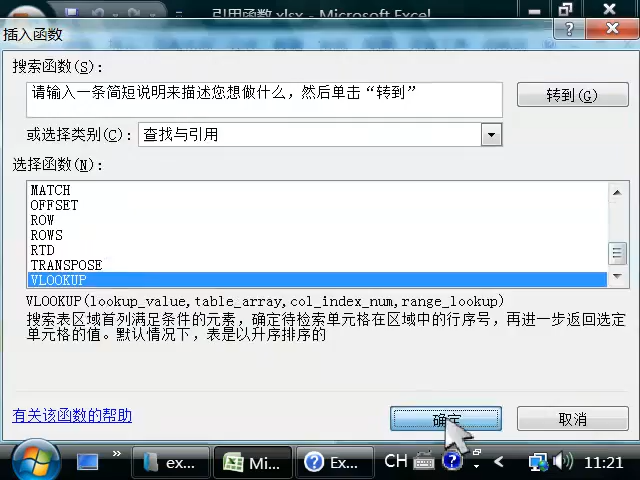 引用函数.xlsx - Microsoft Excel
插入函数
搜索函数(S):
请输入一条简短说明来描述您想做什么，然后单击“转到”
转到(G)
或选择类别(C):
查找与引用
选择函数(N):
MATCH
OFFSET
ROW
ROWS
RTD
TRANSPOSE
VLOOKUP
VLOOKUP(lookup_value,table_array,col_index_num,range_lookup)
搜索表区域首列满足条件的元素，确定待检索单元格在区域中的行序号，再进一步返回选定
单元格的值。默认情况下，表是以升序排序的
有关该函数的帮助
确定
取消
ex...
Mi...
Ex...
CH
11:21